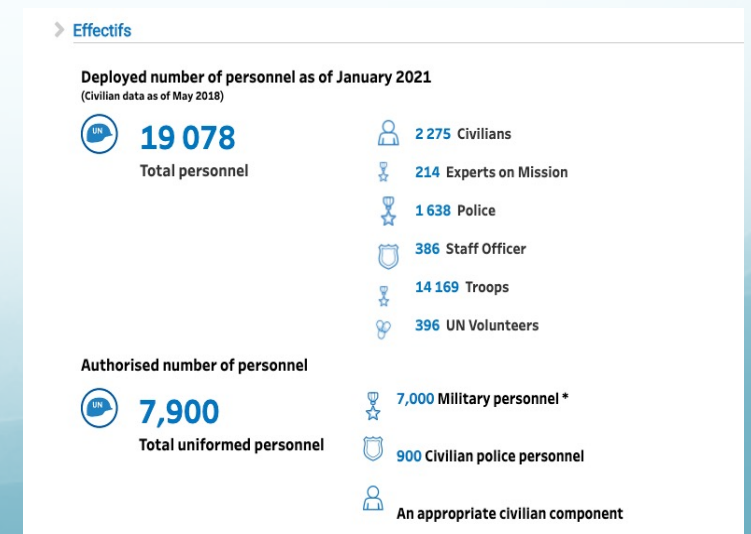 Effectifs
Deployed number of personnel as of January 2021
(Civilian data as of May 2018)
UN
19 078
Total personnel
2 275 Civilians
214 Experts on Mission
1 638 Police
386 Staff Officer
14 169 Troops
396 UN Volunteers
Authorised number of personnel
UN
7,900
Total uniformed personnel
7,000 Military personnel *
900 Civilian police personnel
An appropriate civilian component